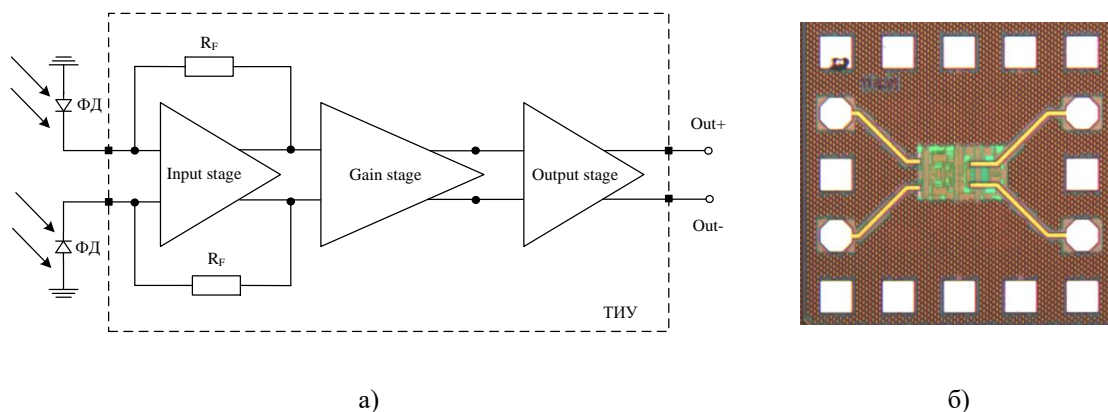 R_F
ФД
Out+
Input stage
Gain stage
Output stage
Out-
ФД
R_F
ТИУ
а)
б)